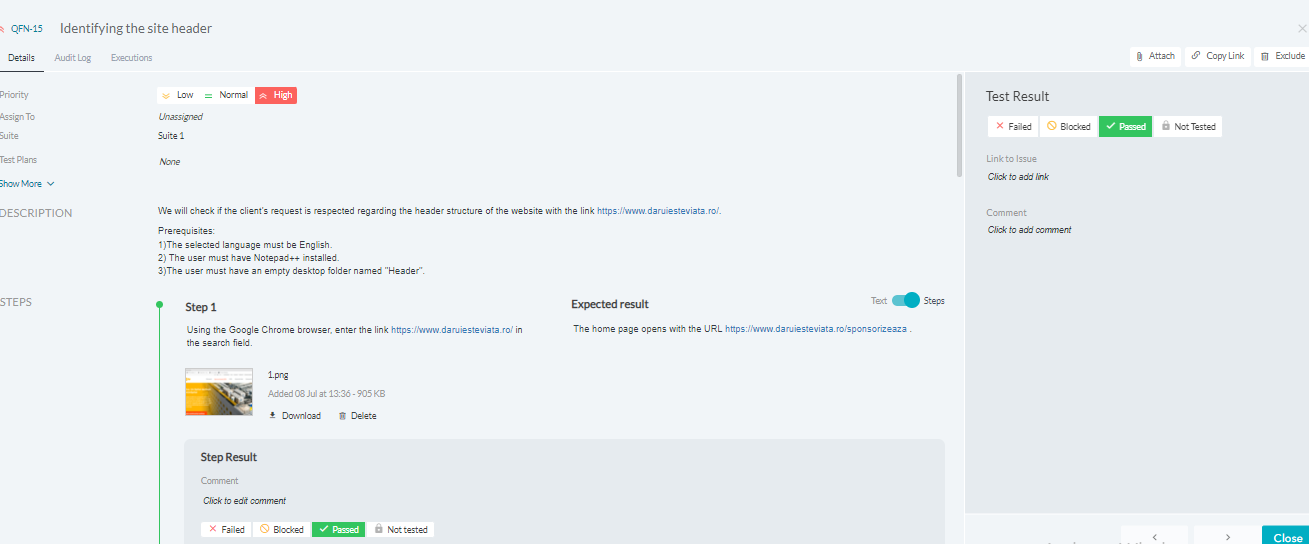 QFN-15 Identifying the site header
Details Audit Log Executions
Attach Copy Link Exclude
Priority Low Normal High
Assign To Unassigned
Suite Suite 1
Test Plans None
Show More
DESCRIPTION
We will check if the client's request is respected regarding the header structure of the website with the link https://www.daruiesteviata.ro/.
Prerequisites:
1)The selected language must be English.
2) The user must have Notepad++ installed.
3)The user must have an empty desktop folder named "Header".
STEPS
Step 1
Expected result
Text Steps
Using the Google Chrome browser, enter the link https://www.daruiesteviata.ro/ in
the search field.
The home page opens with the URL https://www.daruiesteviata.ro/sponsorizeaza .
1.png
Added 08 Jul at 13:36 - 905 KB
Download Delete
Step Result
Comment
Click to edit comment
Failed Blocked Passed Not tested
Test Result
Failed Blocked Passed Not Tested
Link to Issue
Click to add link
Comment
Click to add comment
Close